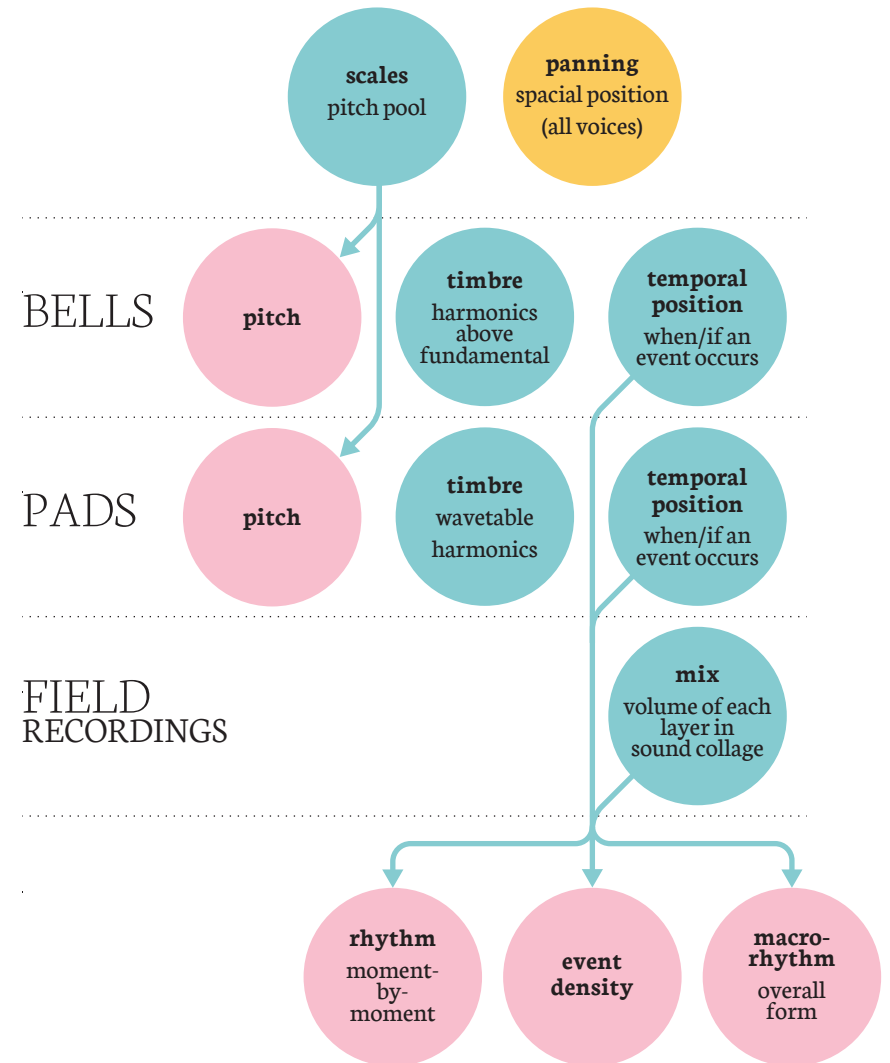 scales
pitch pool
panning
spacial position
(all voices)
BELLS
pitch
timbre
harmonics
above
fundamental
temporal
position
when/if an
event occurs
PADS
pitch
timbre
wavetable
harmonics
temporal
position
when/if an
event occurs
FIELD
RECORDINGS
mix
volume of each
layer in
sound collage
rhythm
moment-
by-
moment
event
density
macro-
rhythm
overall
form